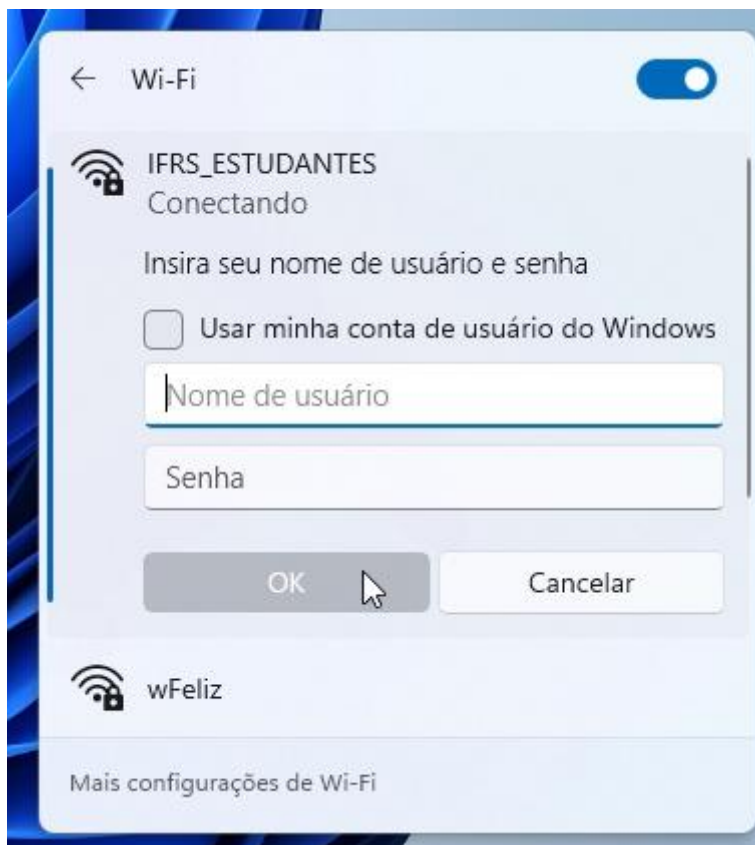 Wi-Fi
IFRS_ESTUDANTES
Conectando
Insira seu nome de usuário e senha
Usar minha conta de usuário do Windows
Nome de usuário
Senha
OK Cancelar
wFeliz
Mais configurações de Wi-Fi